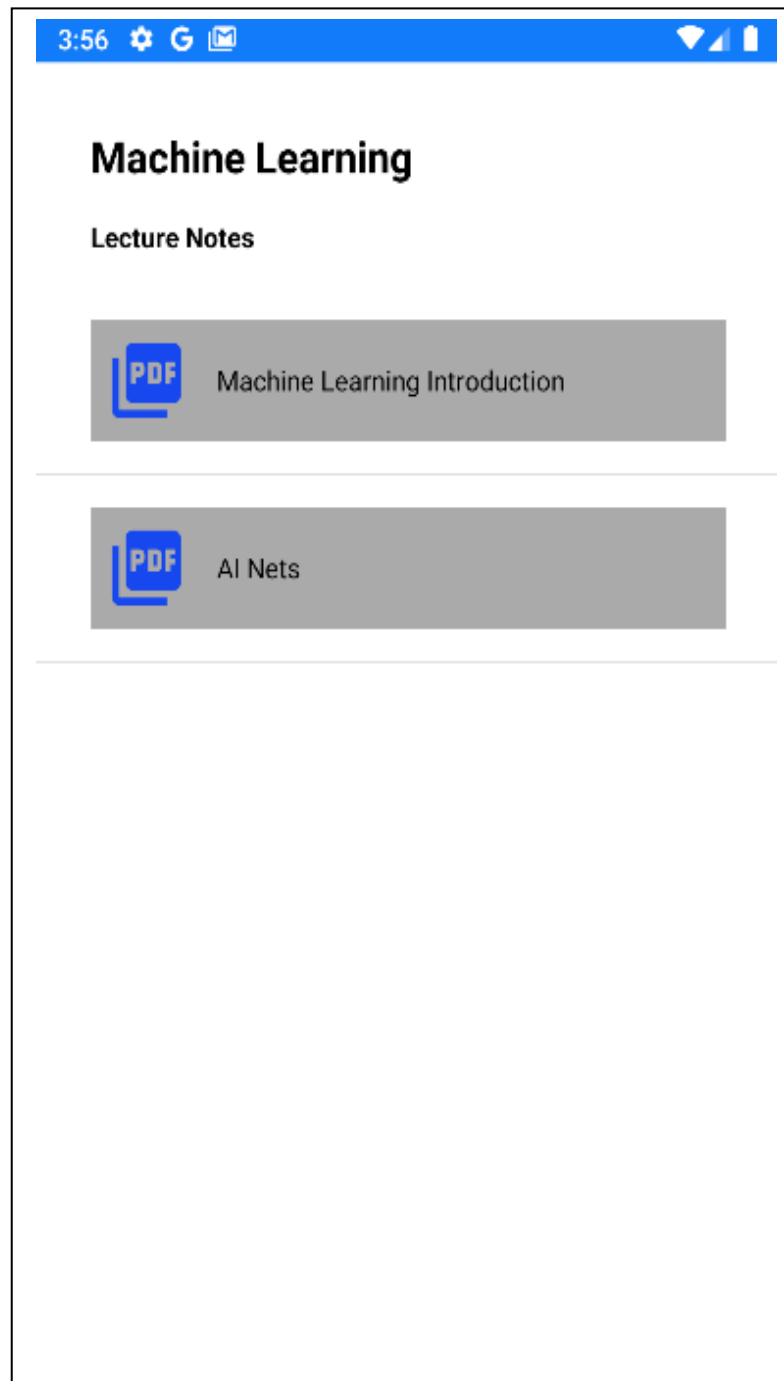 3:56
Machine Learning
Lecture Notes
PDF Machine Learning Introduction
PDF AI Nets